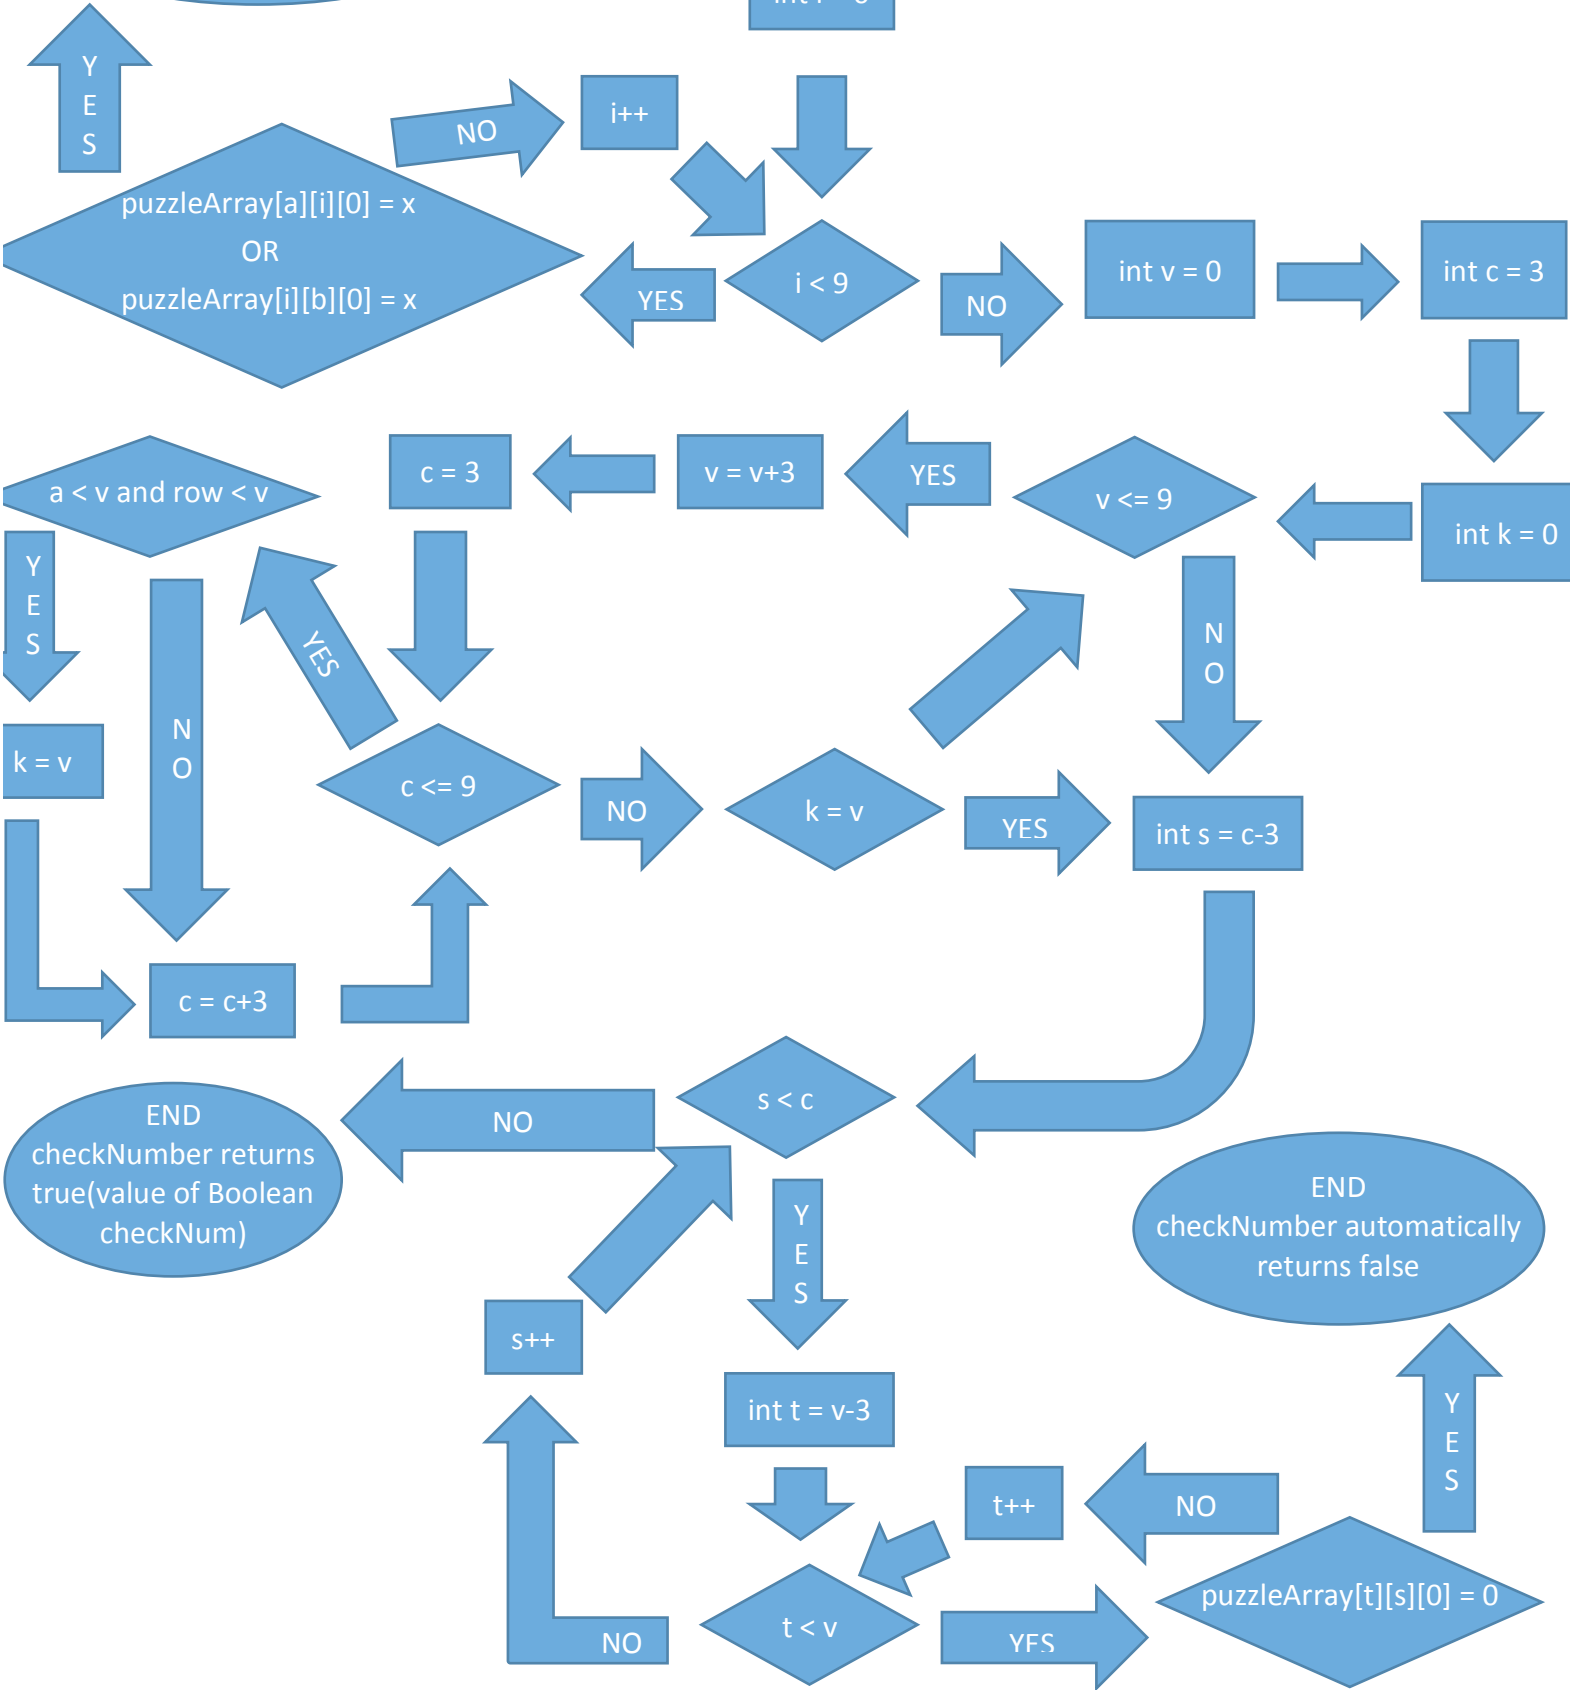 Y
E
S
NO
i++
puzzleArray[a][i][0] = x
OR
puzzleArray[i][b][0] = x
YES
i < 9
NO
int v = 0
int c = 3
a < v and row < v
c = 3
v = v+3
YES
v <= 9
int k = 0
Y
E
S
YES
N
O
N
O
k = v
c <= 9
NO
k = v
YES
int s = c-3
c = c+3
s < c
NO
END
checkNumber returns
true(value of Boolean
checkNum)
Y
E
S
END
checkNumber automatically
returns false
s++
int t = v-3
Y
E
S
t++
NO
puzzleArray[t][s][0] = 0
t < v
NO
YES